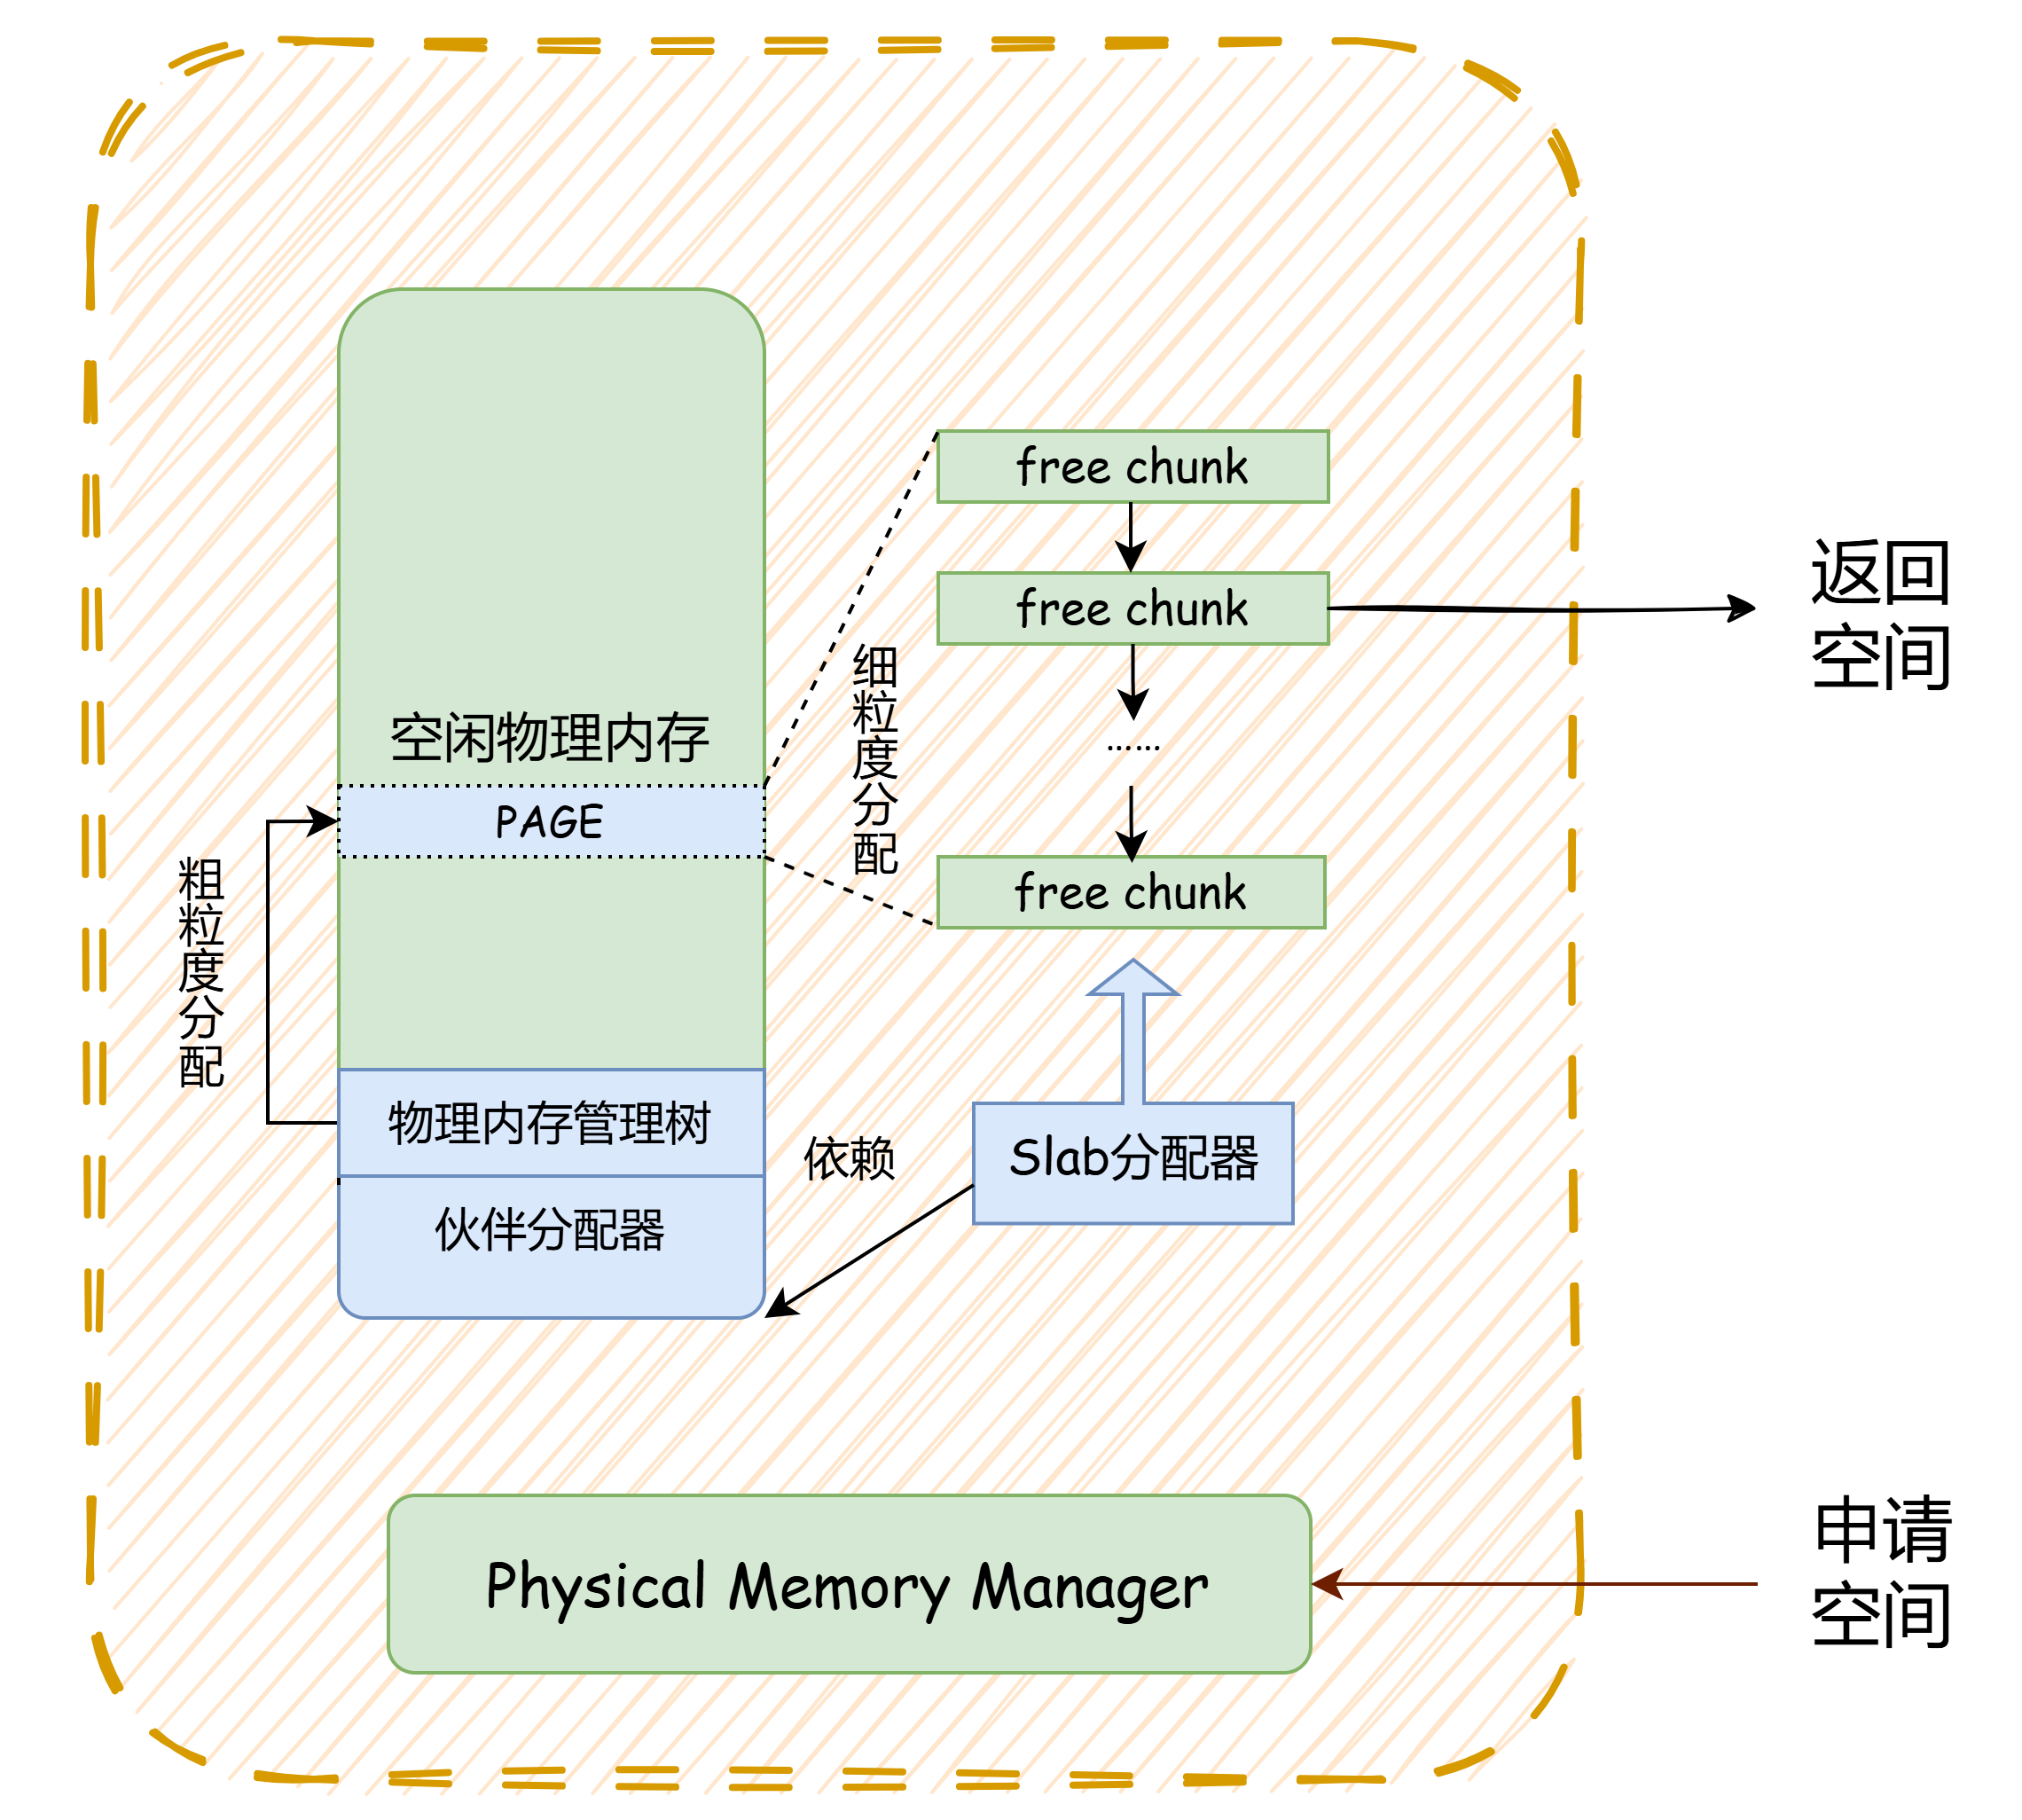 free chunk
free chunk
……
free chunk
返回
空间
细粒度分配
空闲物理内存
PAGE
粗粒度分配
物理内存管理树
伙伴分配器
依赖
Slab分配器
Physical Memory Manager
申请
空间